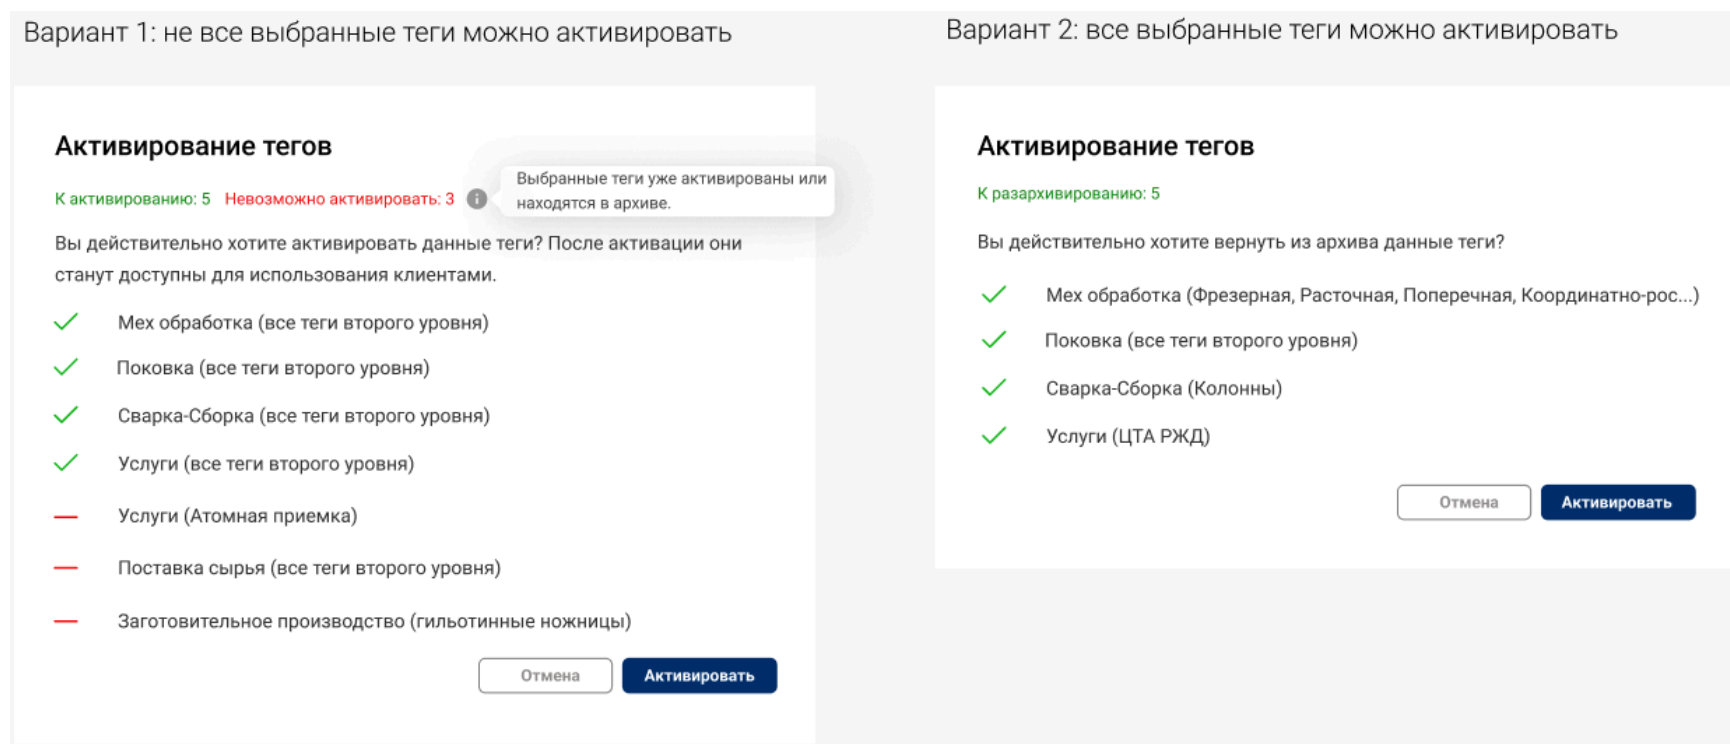 Вариант 1: не все выбранные теги можно активировать
Активирование тегов
К активированию: 5 Невозможно активировать: 3
Выбранные теги уже активированы или
находятся в архиве.
Вы действительно хотите активировать данные теги? После активации они
станут доступны для использования клиентами.
Мех обработка (все теги второго уровня)
Поковка (все теги второго уровня)
Сварка-Сборка (все теги второго уровня)
Услуги (все теги второго уровня)
Услуги (Атомная приемка)
Поставка сырья (все теги второго уровня)
Заготовительное производство (гильотинные ножницы)
Отмена Активировать
Вариант 2: все выбранные теги можно активировать
Активирование тегов
К разархивированию: 5
Вы действительно хотите вернуть из архива данные теги?
Мех обработка (Фрезерная, Расточная, Поперечная, Координатно-рос...)
Поковка (все теги второго уровня)
Сварка-Сборка (Колонны)
Услуги (ЦТА РЖД)
Отмена Активировать